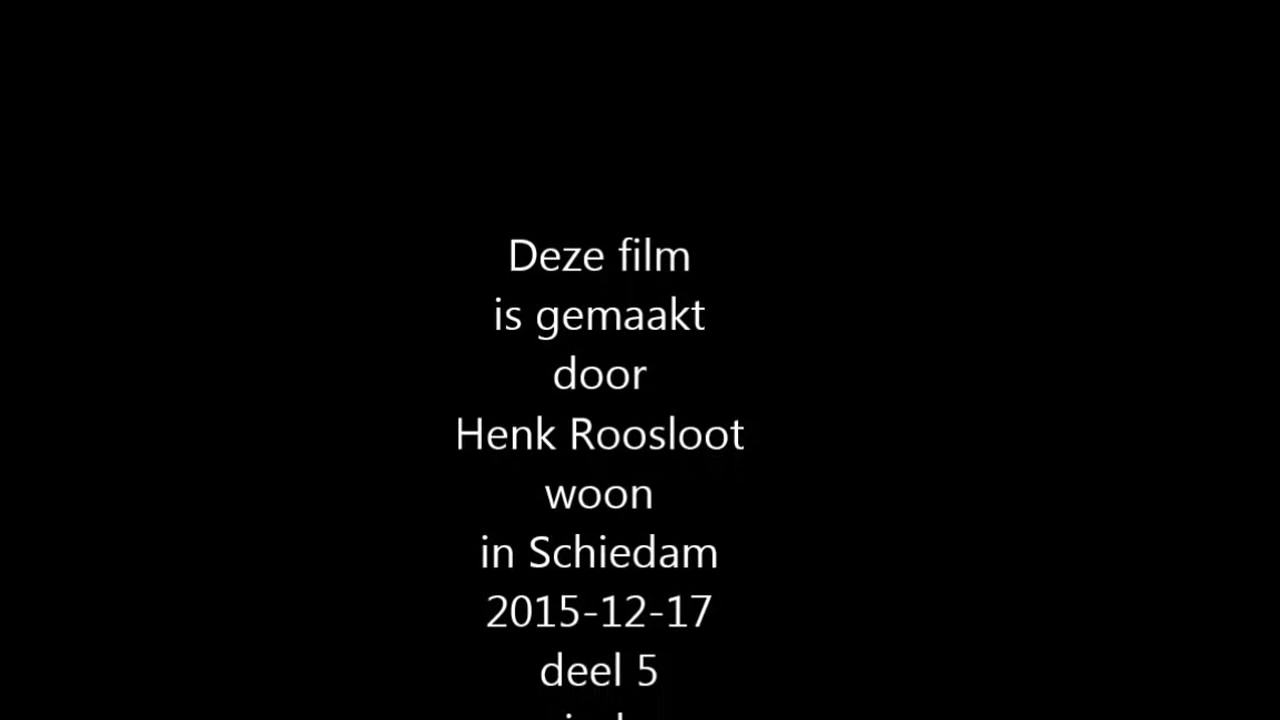 Deze film
is gemaakt
door
Henk Roosloot
woon
in Schiedam
2015-12-17
deel 5